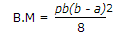 B.M = pb(b - a)2
8